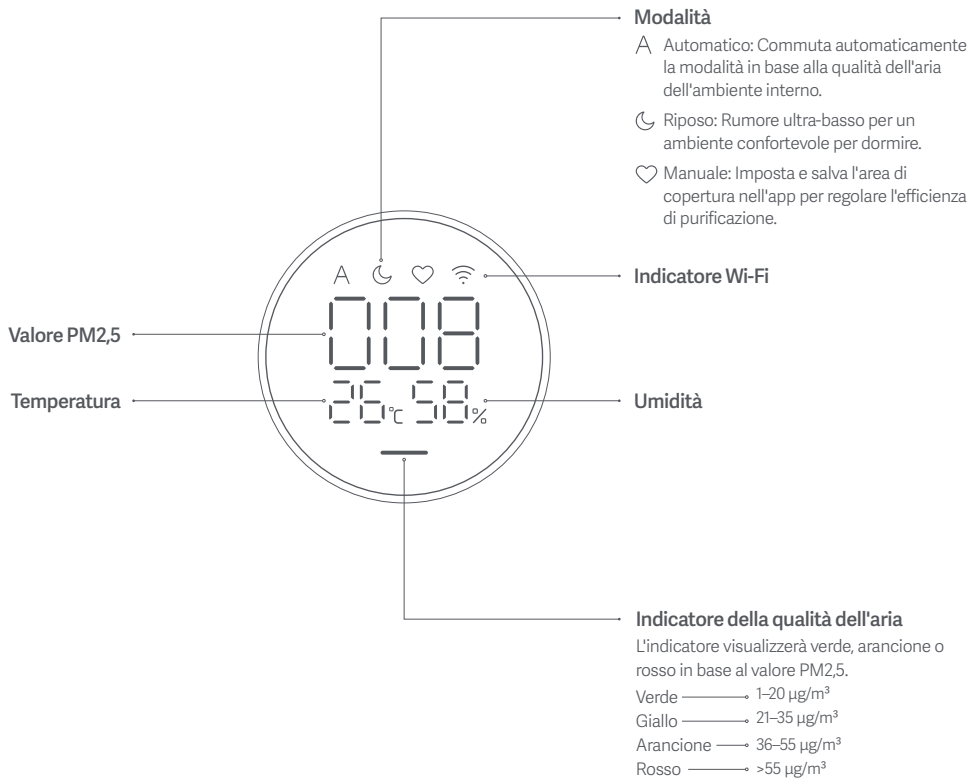 Modalità
A Automatico: Commuta automaticamente
la modalità in base alla qualità dell'aria
dell'ambiente interno.
Riposo: Rumore ultra-basso per un
ambiente confortevole per dormire.
Manuale: Imposta e salva l'area di
copertura nell'app per regolare l'efficienza
di purificazione.
A
Indicatore Wi-Fi
008
Valore PM2,5
Temperatura
26°C 58%
Umidità
Indicatore della qualità dell'aria
L'indicatore visualizzerà verde, arancione o
rosso in base al valore PM2,5.
Verde 1–20 µg/m³
Giallo 21–35 µg/m³
Arancione 36–55 µg/m³
Rosso >55 µg/m³